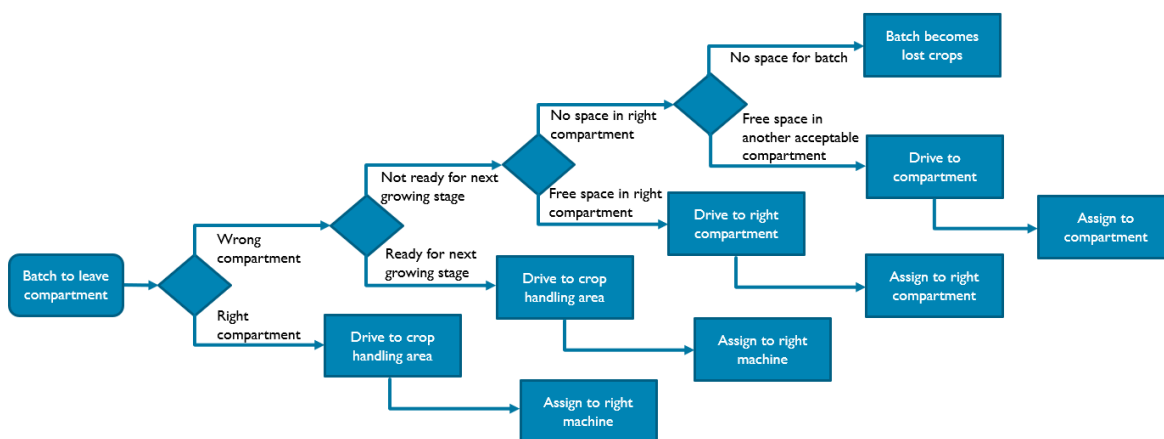 Batch becomes
lost crops
No space for batch
No space in right
compartment
Free space in
another acceptable
compartment
Drive to
compartment
Not ready for next
growing stage
Free space in right
compartment
Drive to right
compartment
Assign to
compartment
Wrong
compartment
Ready for next
growing stage
Batch to leave
compartment
Drive to crop
handling area
Assign to right
compartment
Right
compartment
Drive to crop
handling area
Assign to right
machine
Assign to right
machine